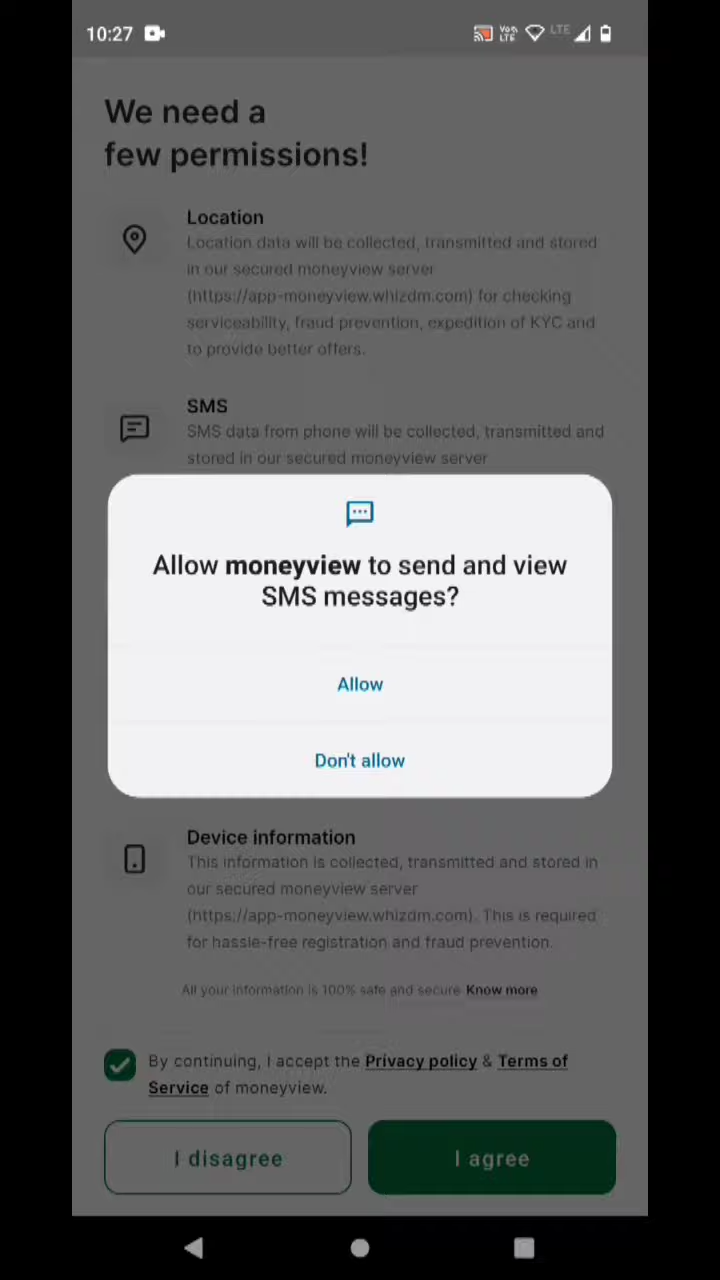 10:27
Vo))
LTE
LTE
We need a
few permissions!
Location
Location data will be collected, transmitted and stored
in our secured moneyview server
(https://app-moneyview.whizdm.com) for checking
serviceability, fraud prevention, expedition of KYC and
to provide better offers.
SMS
SMS data from phone will be collected, transmitted and
stored in our secured moneyview server
Allow moneyview to send and view
SMS messages?
Allow
Don't allow
Device information
This information is collected, transmitted and stored in
our secured moneyview server
(https://app-moneyview.whizdm.com). This is required
for hassle-free registration and fraud prevention.
All your information is 100% safe and secure Know more
By continuing, I accept the Privacy policy & Terms of
Service of moneyview.
I disagree
I agree